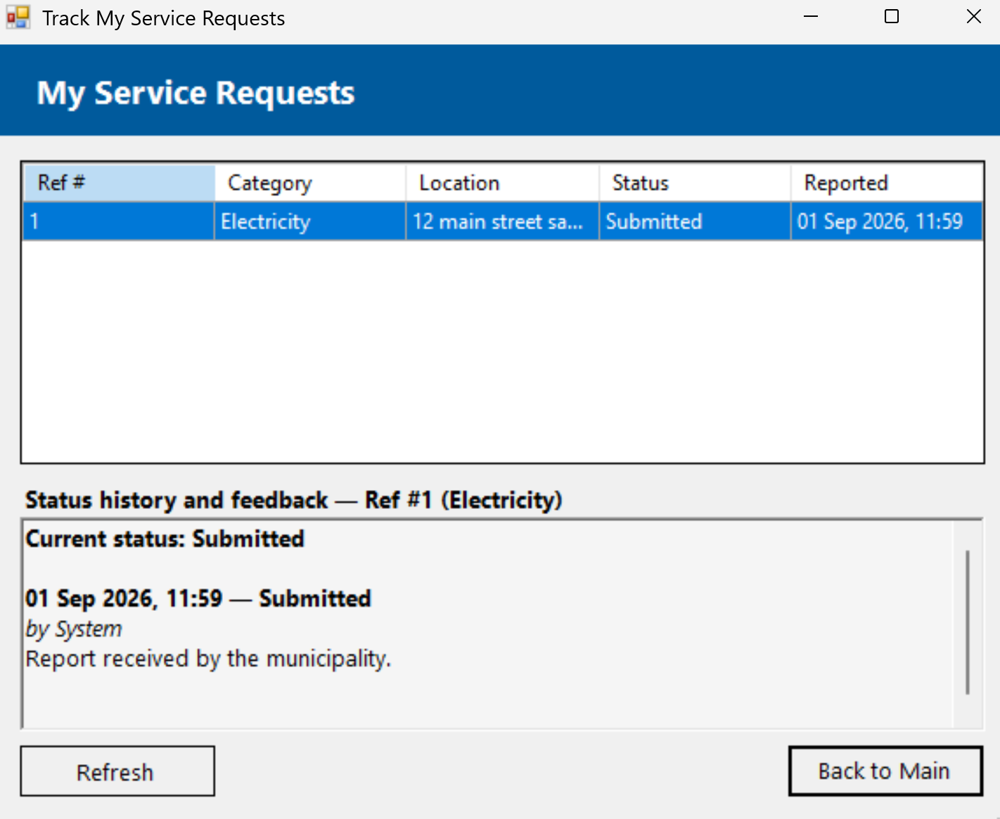 Track My Service Requests
My Service Requests
Ref # Category Location Status Reported
1 Electricity 12 main street sa... Submitted 01 Sep 2026, 11:59
Status history and feedback — Ref #1 (Electricity)
Current status: Submitted
01 Sep 2026, 11:59 — Submitted
by System
Report received by the municipality.
Refresh Back to Main